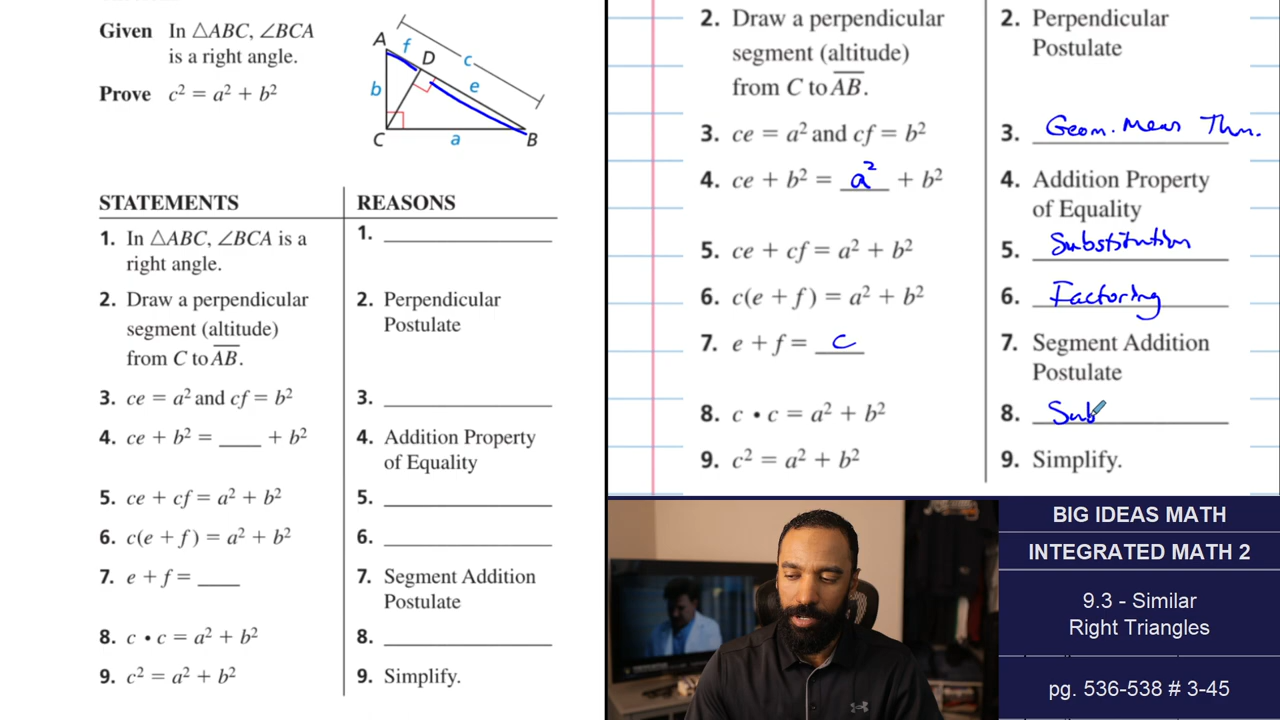 Given In △ABC, ∠BCA
is a right angle.
Prove c² = a² + b²
A f D c e b C a B
STATEMENTS REASONS
1. In △ABC, ∠BCA is a
right angle.
1. ______
2. Draw a perpendicular
segment (altitude)
from C to A̅B̅.
2. Perpendicular
Postulate
3. ce = a² and cf = b²
3. ______
4. ce + b² = ____ + b²
4. Addition Property
of Equality
5. ce + cf = a² + b²
5. ______
6. c(e + f) = a² + b²
6. ______
7. e + f = ____
7. Segment Addition
Postulate
8. c • c = a² + b²
8. ______
9. c² = a² + b²
9. Simplify.
2. Draw a perpendicular
segment (altitude)
from C to A̅B̅.
2. Perpendicular
Postulate
3. ce = a² and cf = b²
3. Geom. Mean Thm.
4. ce + b² = a² + b²
4. Addition Property
of Equality
5. ce + cf = a² + b²
5. Substitution
6. c(e + f) = a² + b²
6. Factoring
7. e + f = c
7. Segment Addition
Postulate
8. c • c = a² + b²
8. Sub
9. c² = a² + b²
9. Simplify.
BIG IDEAS MATH
INTEGRATED MATH 2
9.3 - Similar
Right Triangles
pg. 536-538 # 3-45